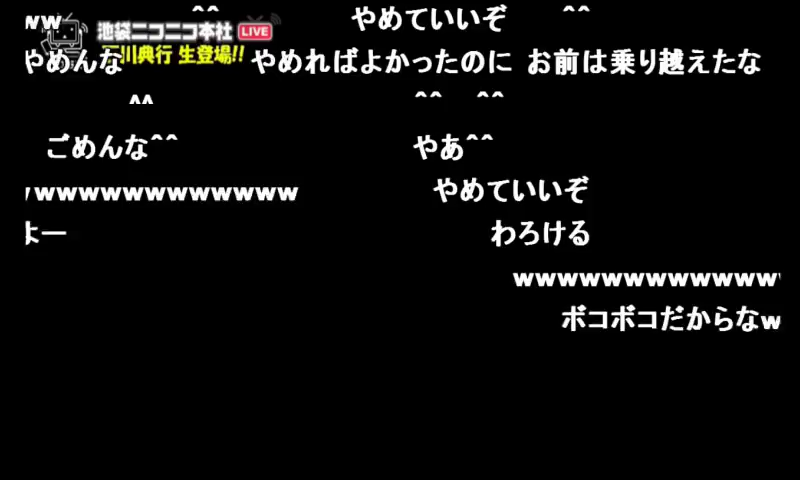 ww ^^ やめていいぞ ^^
池袋ニコニコ本社 LIVE
川典行 生登場!!
やめんな やめればよかったのに お前は乗り越えたな
^^ ^^ ^^
ごめんな^^ やあ^^
wwwwwwwwwwwww やめていいぞ
よー わろける
wwwwwwwwwwwww
ボコボコだからなw